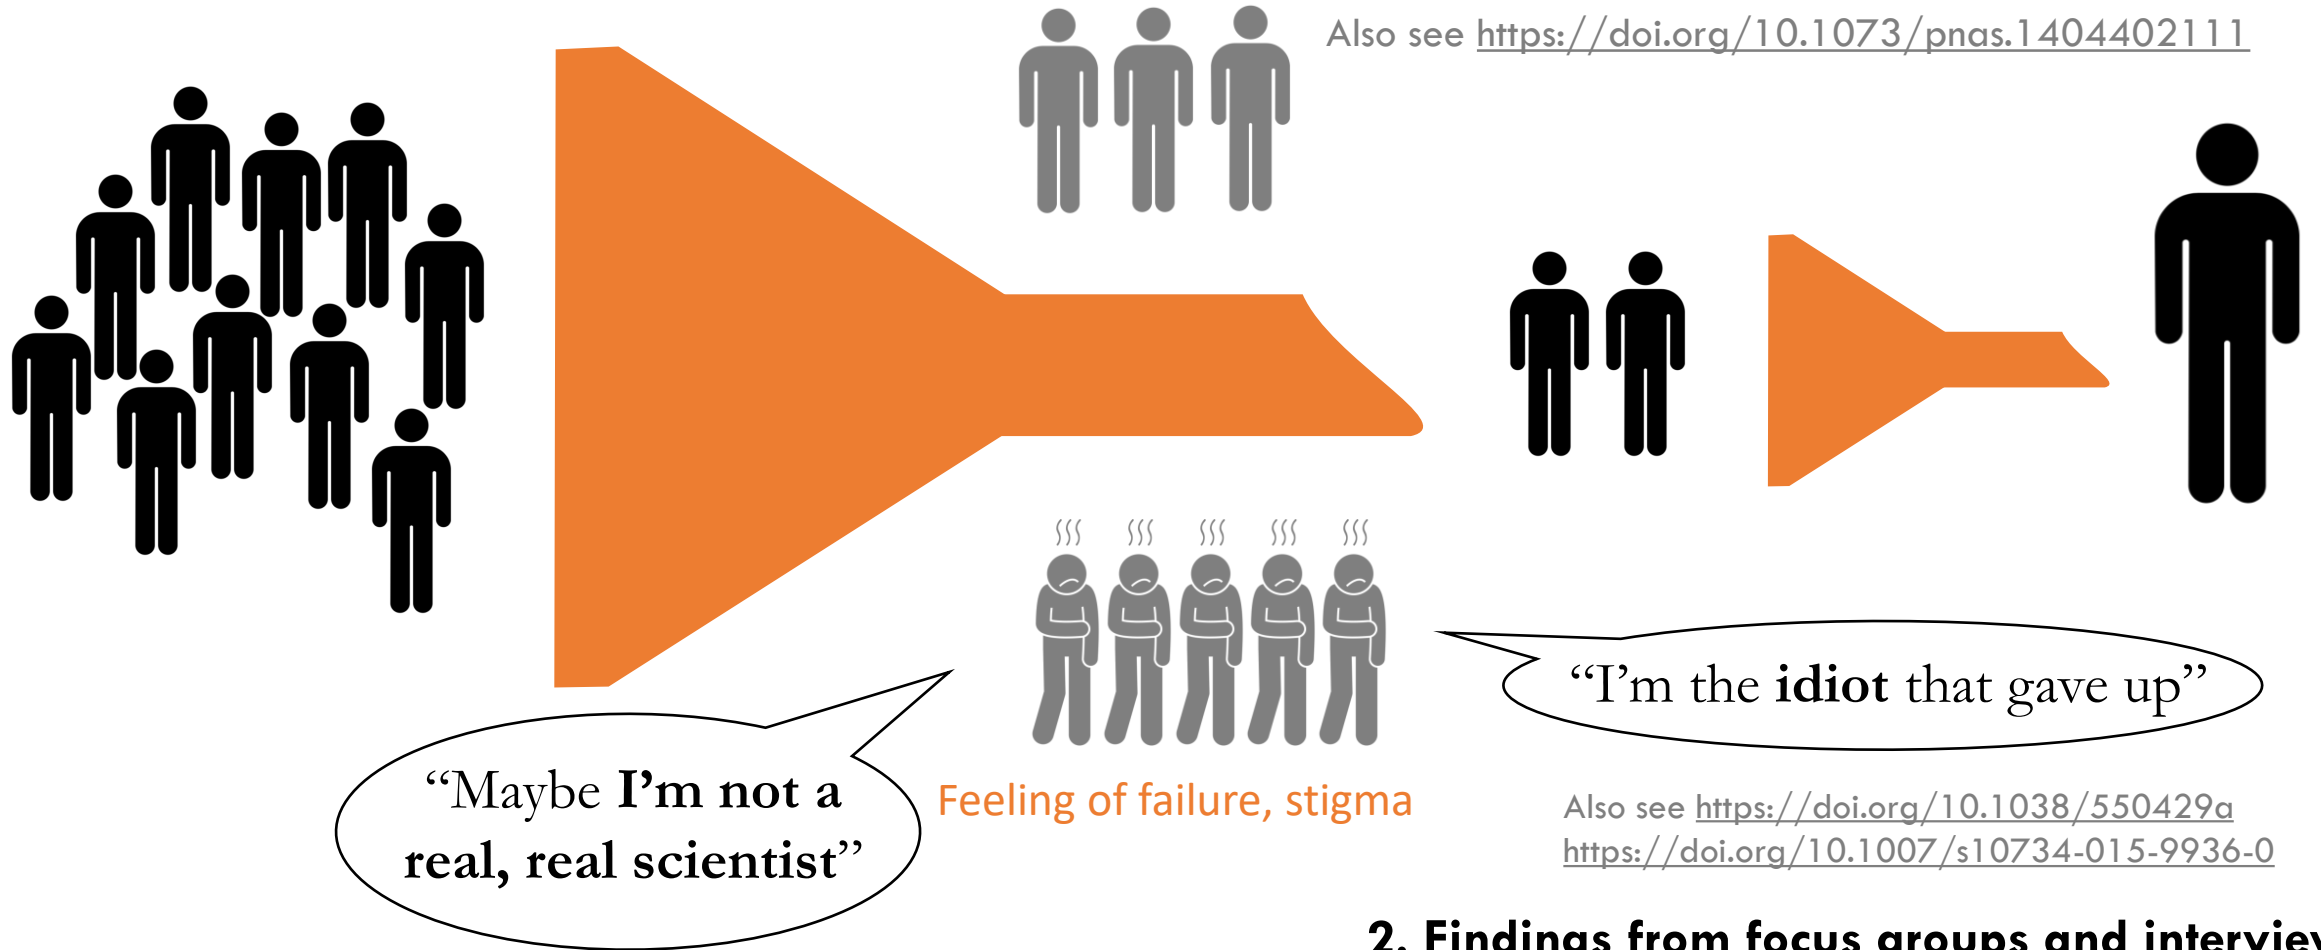 Also see https://doi.org/10.1073/pnas.1404402111
“I’m the idiot that gave up”
“Maybe I’m not a
real, real scientist”
Feeling of failure, stigma
Also see https://doi.org/10.1038/550429a
https://doi.org/10.1007/s10734-015-9936-0
2. Findings from focus groups and interview